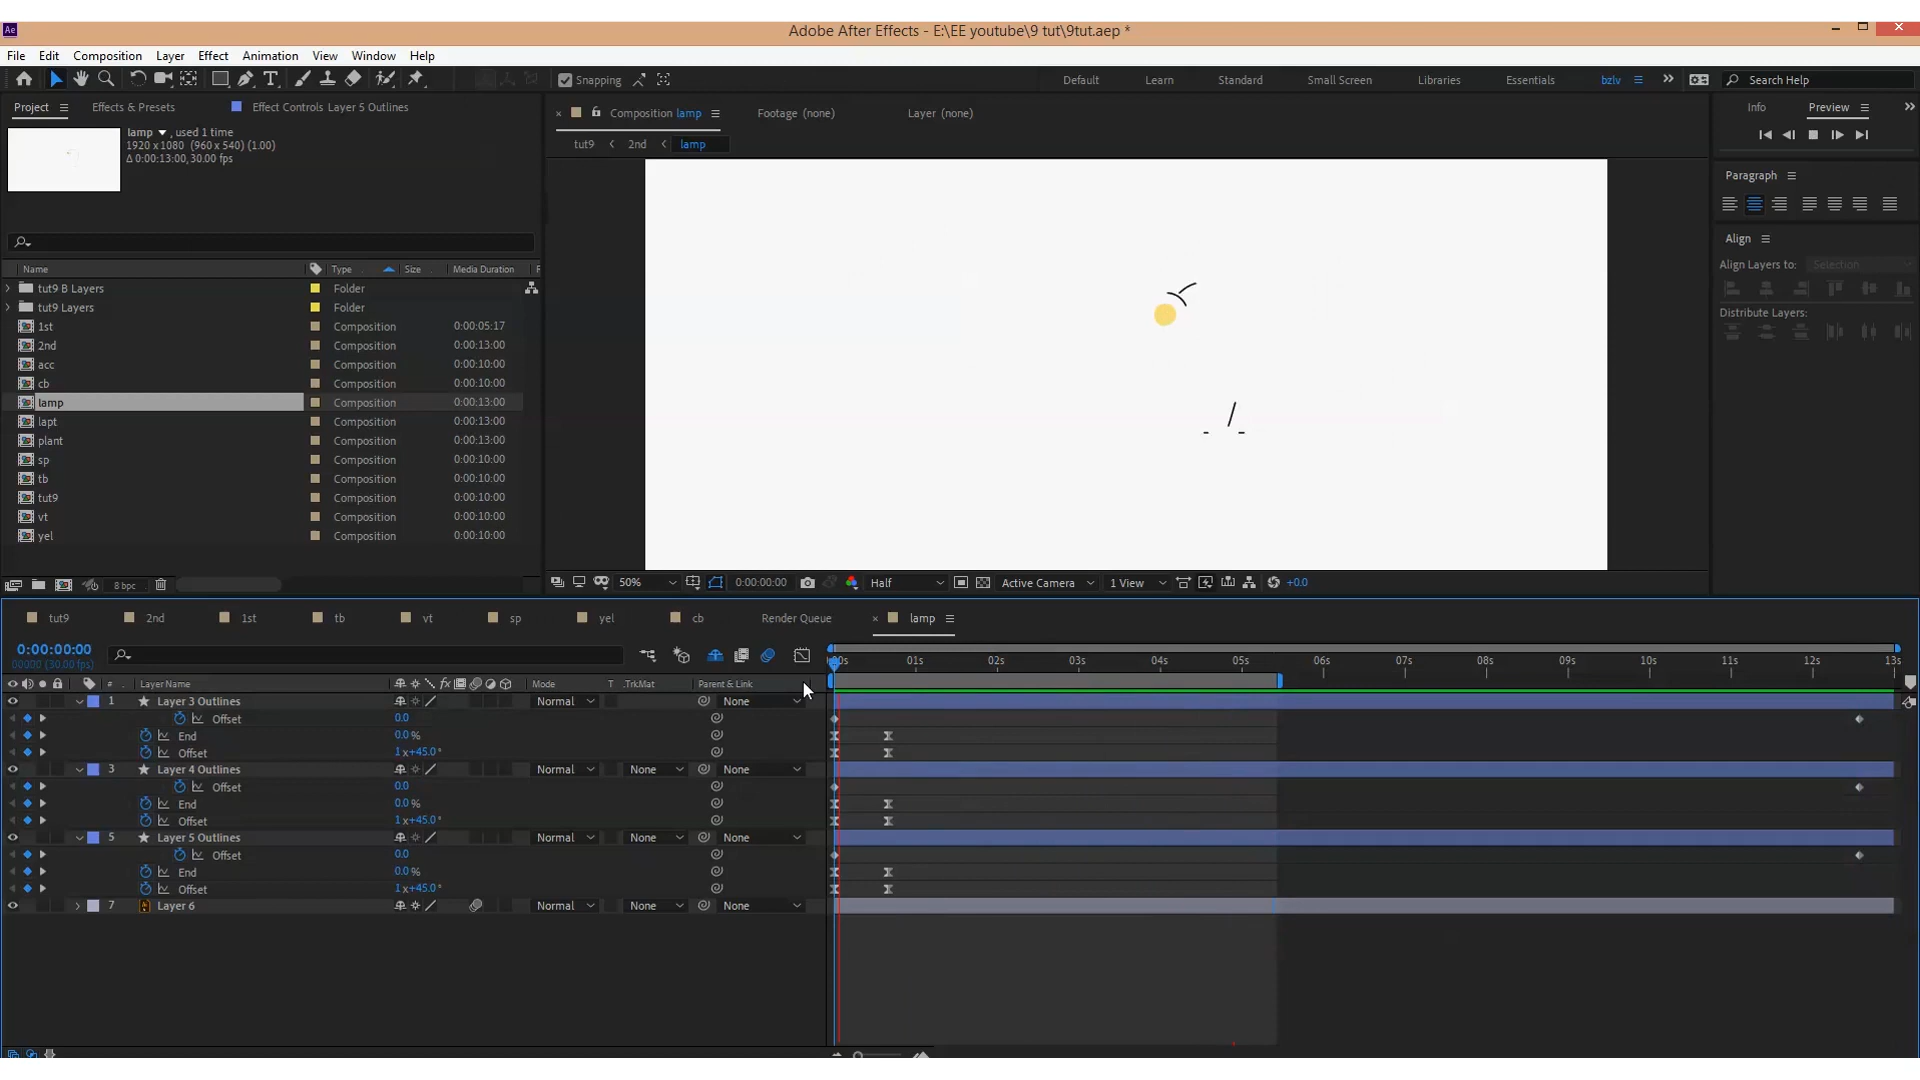 Adobe After Effects - E:\EE youtube\9 tut\9tut.aep *
Ae
File Edit Composition Layer Effect Animation View Window Help
Snapping Default Learn Standard Small Screen Libraries Essentials bzlv Search Help
Project Effects & Presets Effect Controls Layer 5 Outlines
Composition lamp Footage (none) Layer (none)
Info Preview
lamp , used 1 time
1920 x 1080 (960 x 540) (1.00)
Δ 0:00:13:00, 30.00 fps
tut9 2nd lamp
Paragraph
Align
Align Layers to: Selection
Distribute Layers:
Name Type Size Media Duration
tut9 B Layers Folder
tut9 Layers Folder
1st Composition 0:00:05:17
2nd Composition 0:00:13:00
acc Composition 0:00:10:00
cb Composition 0:00:10:00
lamp Composition 0:00:13:00
lapt Composition 0:00:13:00
plant Composition 0:00:13:00
sp Composition 0:00:10:00
tb Composition 0:00:10:00
tut9 Composition 0:00:10:00
vt Composition 0:00:10:00
yel Composition 0:00:10:00
8 bpc
50% 0:00:00:00 Half Active Camera 1 View +0.0
tut9 2nd 1st tb vt sp yel cb Render Queue lamp
0:00:00:00
00000 (30.00 fps)
:00s 01s 02s 03s 04s 05s 06s 07s 08s 09s 10s 11s 12s 13s
# Layer Name Mode T .TrkMat Parent & Link
1 Layer 3 Outlines Normal None
Offset 0.0
End 0.0 %
Offset 1 x+45.0°
3 Layer 4 Outlines Normal None None
Offset 0.0
End 0.0 %
Offset 1 x+45.0°
5 Layer 5 Outlines Normal None None
Offset 0.0
End 0.0 %
Offset 1 x+45.0°
7 Layer 6 Normal None None